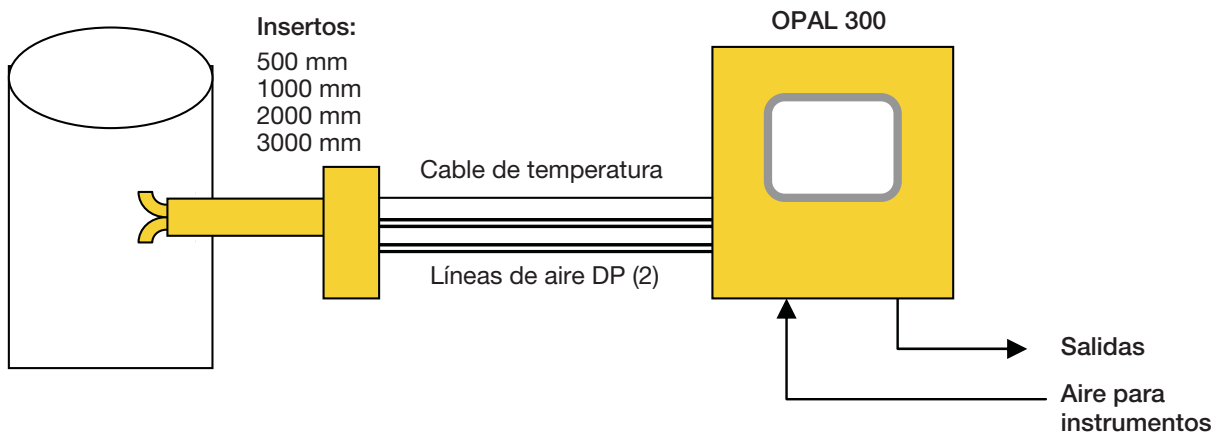 Insertos:
500 mm
1000 mm
2000 mm
3000 mm
OPAL 300
Cable de temperatura
Líneas de aire DP (2)
Salidas
Aire para
instrumentos